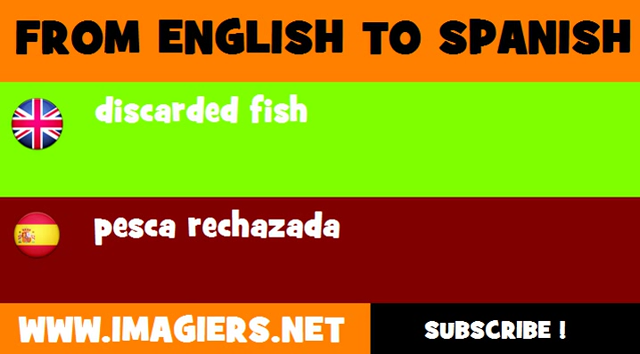 FROM ENGLISH TO SPANISH
discarded fish
pesca rechazada
WWW.IMAGIERS.NET
SUBSCRIBE !